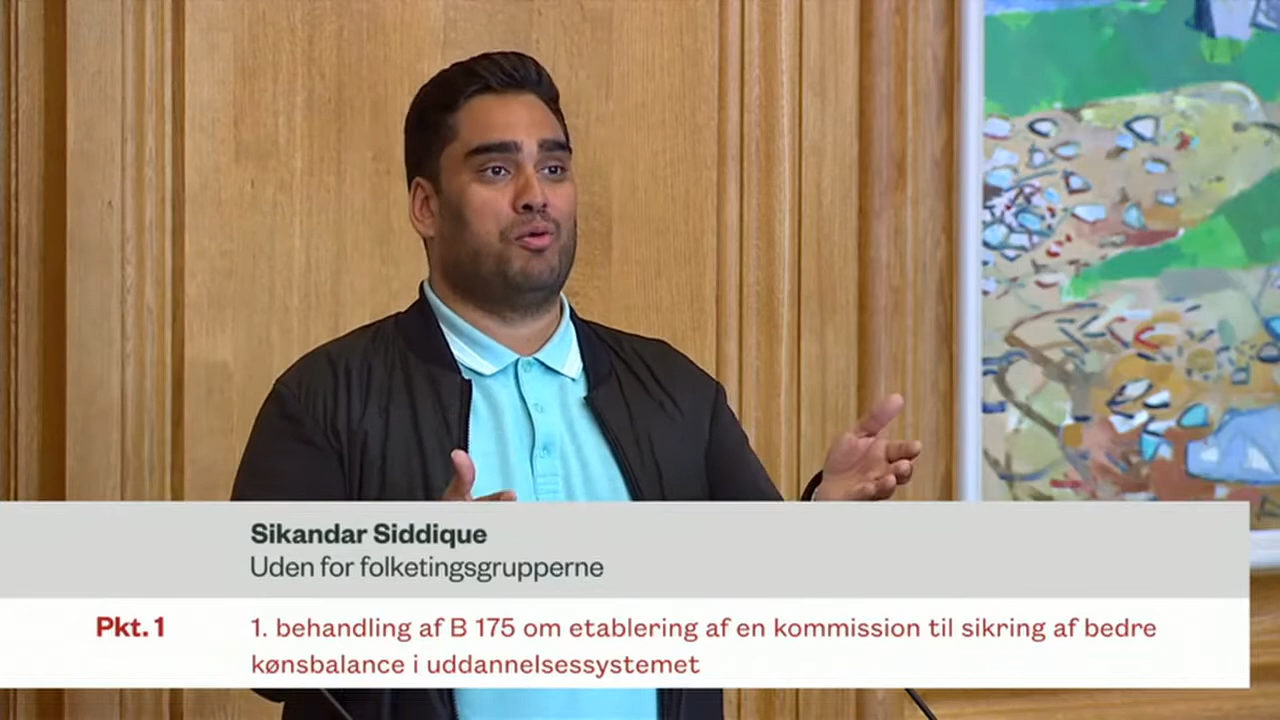 Sikandar Siddique
Uden for folketingsgrupperne
Pkt. 1
1. behandling af B 175 om etablering af en kommission til sikring af bedre
kønsbalance i uddannelsessystemet